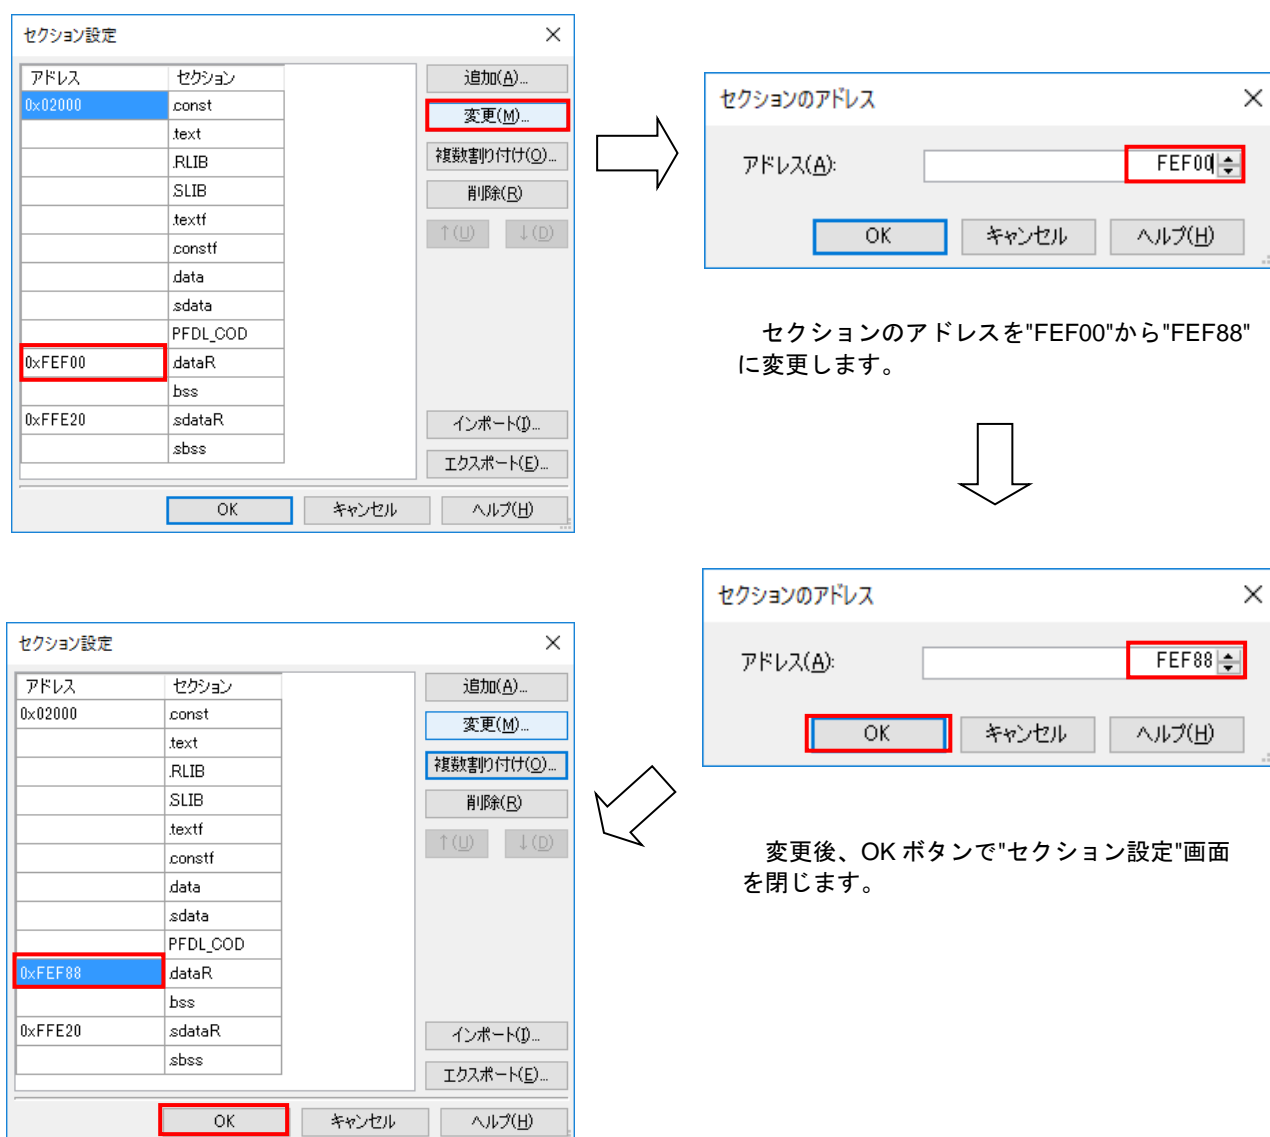 セクション設定
アドレス セクション
0x02000 .const
.text
.RLIB
.SLIB
.textf
.constf
.data
.sdata
PFDL_COD
0xFEF00 .dataR
.bss
0xFFE20 .sdataR
.sbss
追加(A)...
変更(M)...
複数割り付け(O)...
削除(R)
↑(U) ↓(D)
インポート(I)...
エクスポート(E)...
OK キャンセル ヘルプ(H)
セクションのアドレス
アドレス(A): FEF00
OK キャンセル ヘルプ(H)
セクションのアドレスを"FEF00"から"FEF88"
に変更します。
セクションのアドレス
アドレス(A): FEF88
OK キャンセル ヘルプ(H)
変更後、OK ボタンで"セクション設定"画面
を閉じます。
セクション設定
アドレス セクション
0x02000 .const
.text
.RLIB
.SLIB
.textf
.constf
.data
.sdata
PFDL_COD
0xFEF88 .dataR
.bss
0xFFE20 .sdataR
.sbss
追加(A)...
変更(M)...
複数割り付け(O)...
削除(R)
↑(U) ↓(D)
インポート(I)...
エクスポート(E)...
OK キャンセル ヘルプ(H)